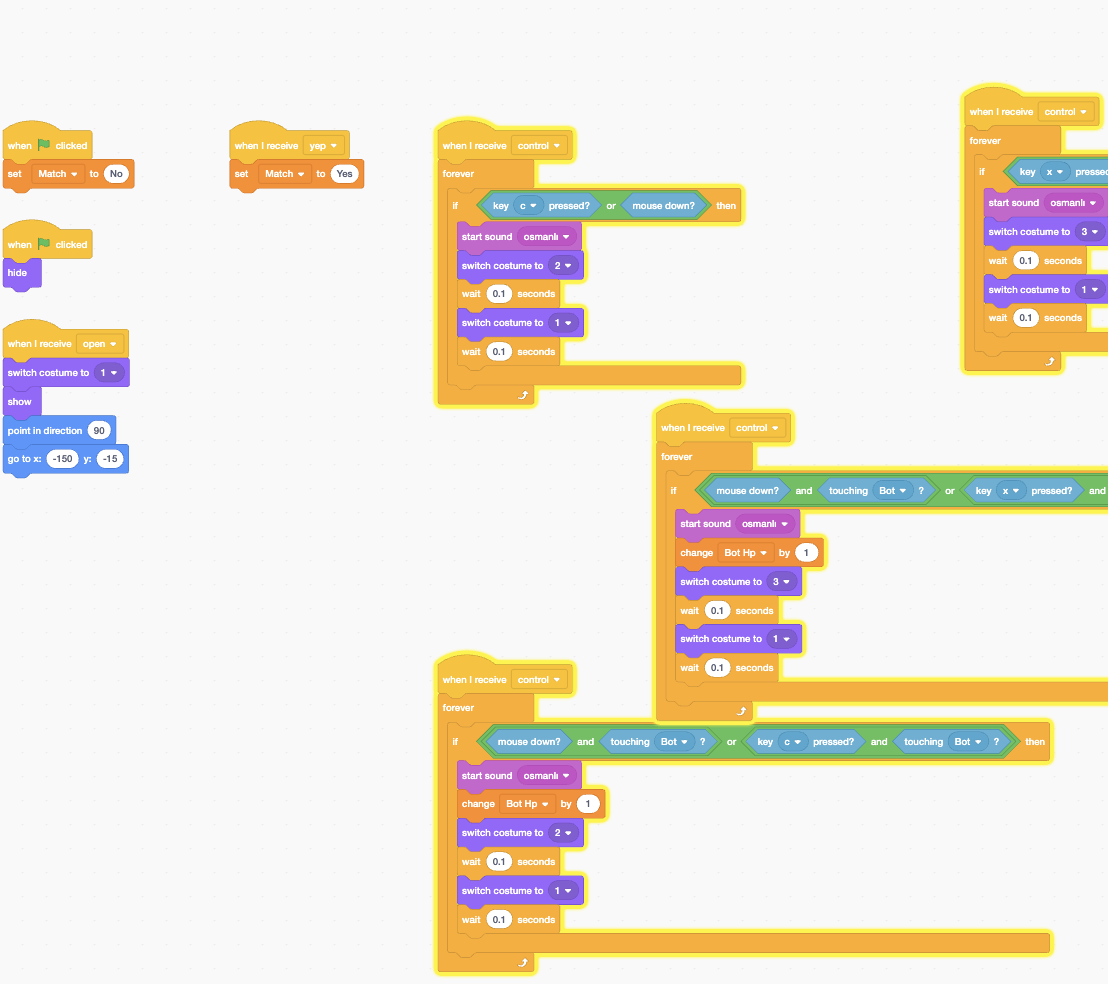 when clicked
set Match to No
when clicked
hide
when I receive open
switch costume to 1
show
point in direction 90
go to x: -150 y: -15
when I receive yep
set Match to Yes
when I receive control
forever
if key c pressed? or mouse down? then
start sound
switch costume to 2
wait 0.1 seconds
switch costume to 1
wait 0.1 seconds
when I receive control
forever
if key x
start sound
switch costume to 3
wait 0.1 seconds
switch costume to 1
wait 0.1 seconds
when I receive control
forever
if mouse down? and touching Bot ? or key x pressed? and
start sound
change Bot Hp by 1
switch costume to 3
wait 0.1 seconds
switch costume to 1
wait 0.1 seconds
when I receive control
forever
if mouse down? and touching Bot ? or key c pressed? and touching Bot ? then
start sound
change Bot Hp by 1
switch costume to 2
wait 0.1 seconds
switch costume to 1
wait 0.1 seconds